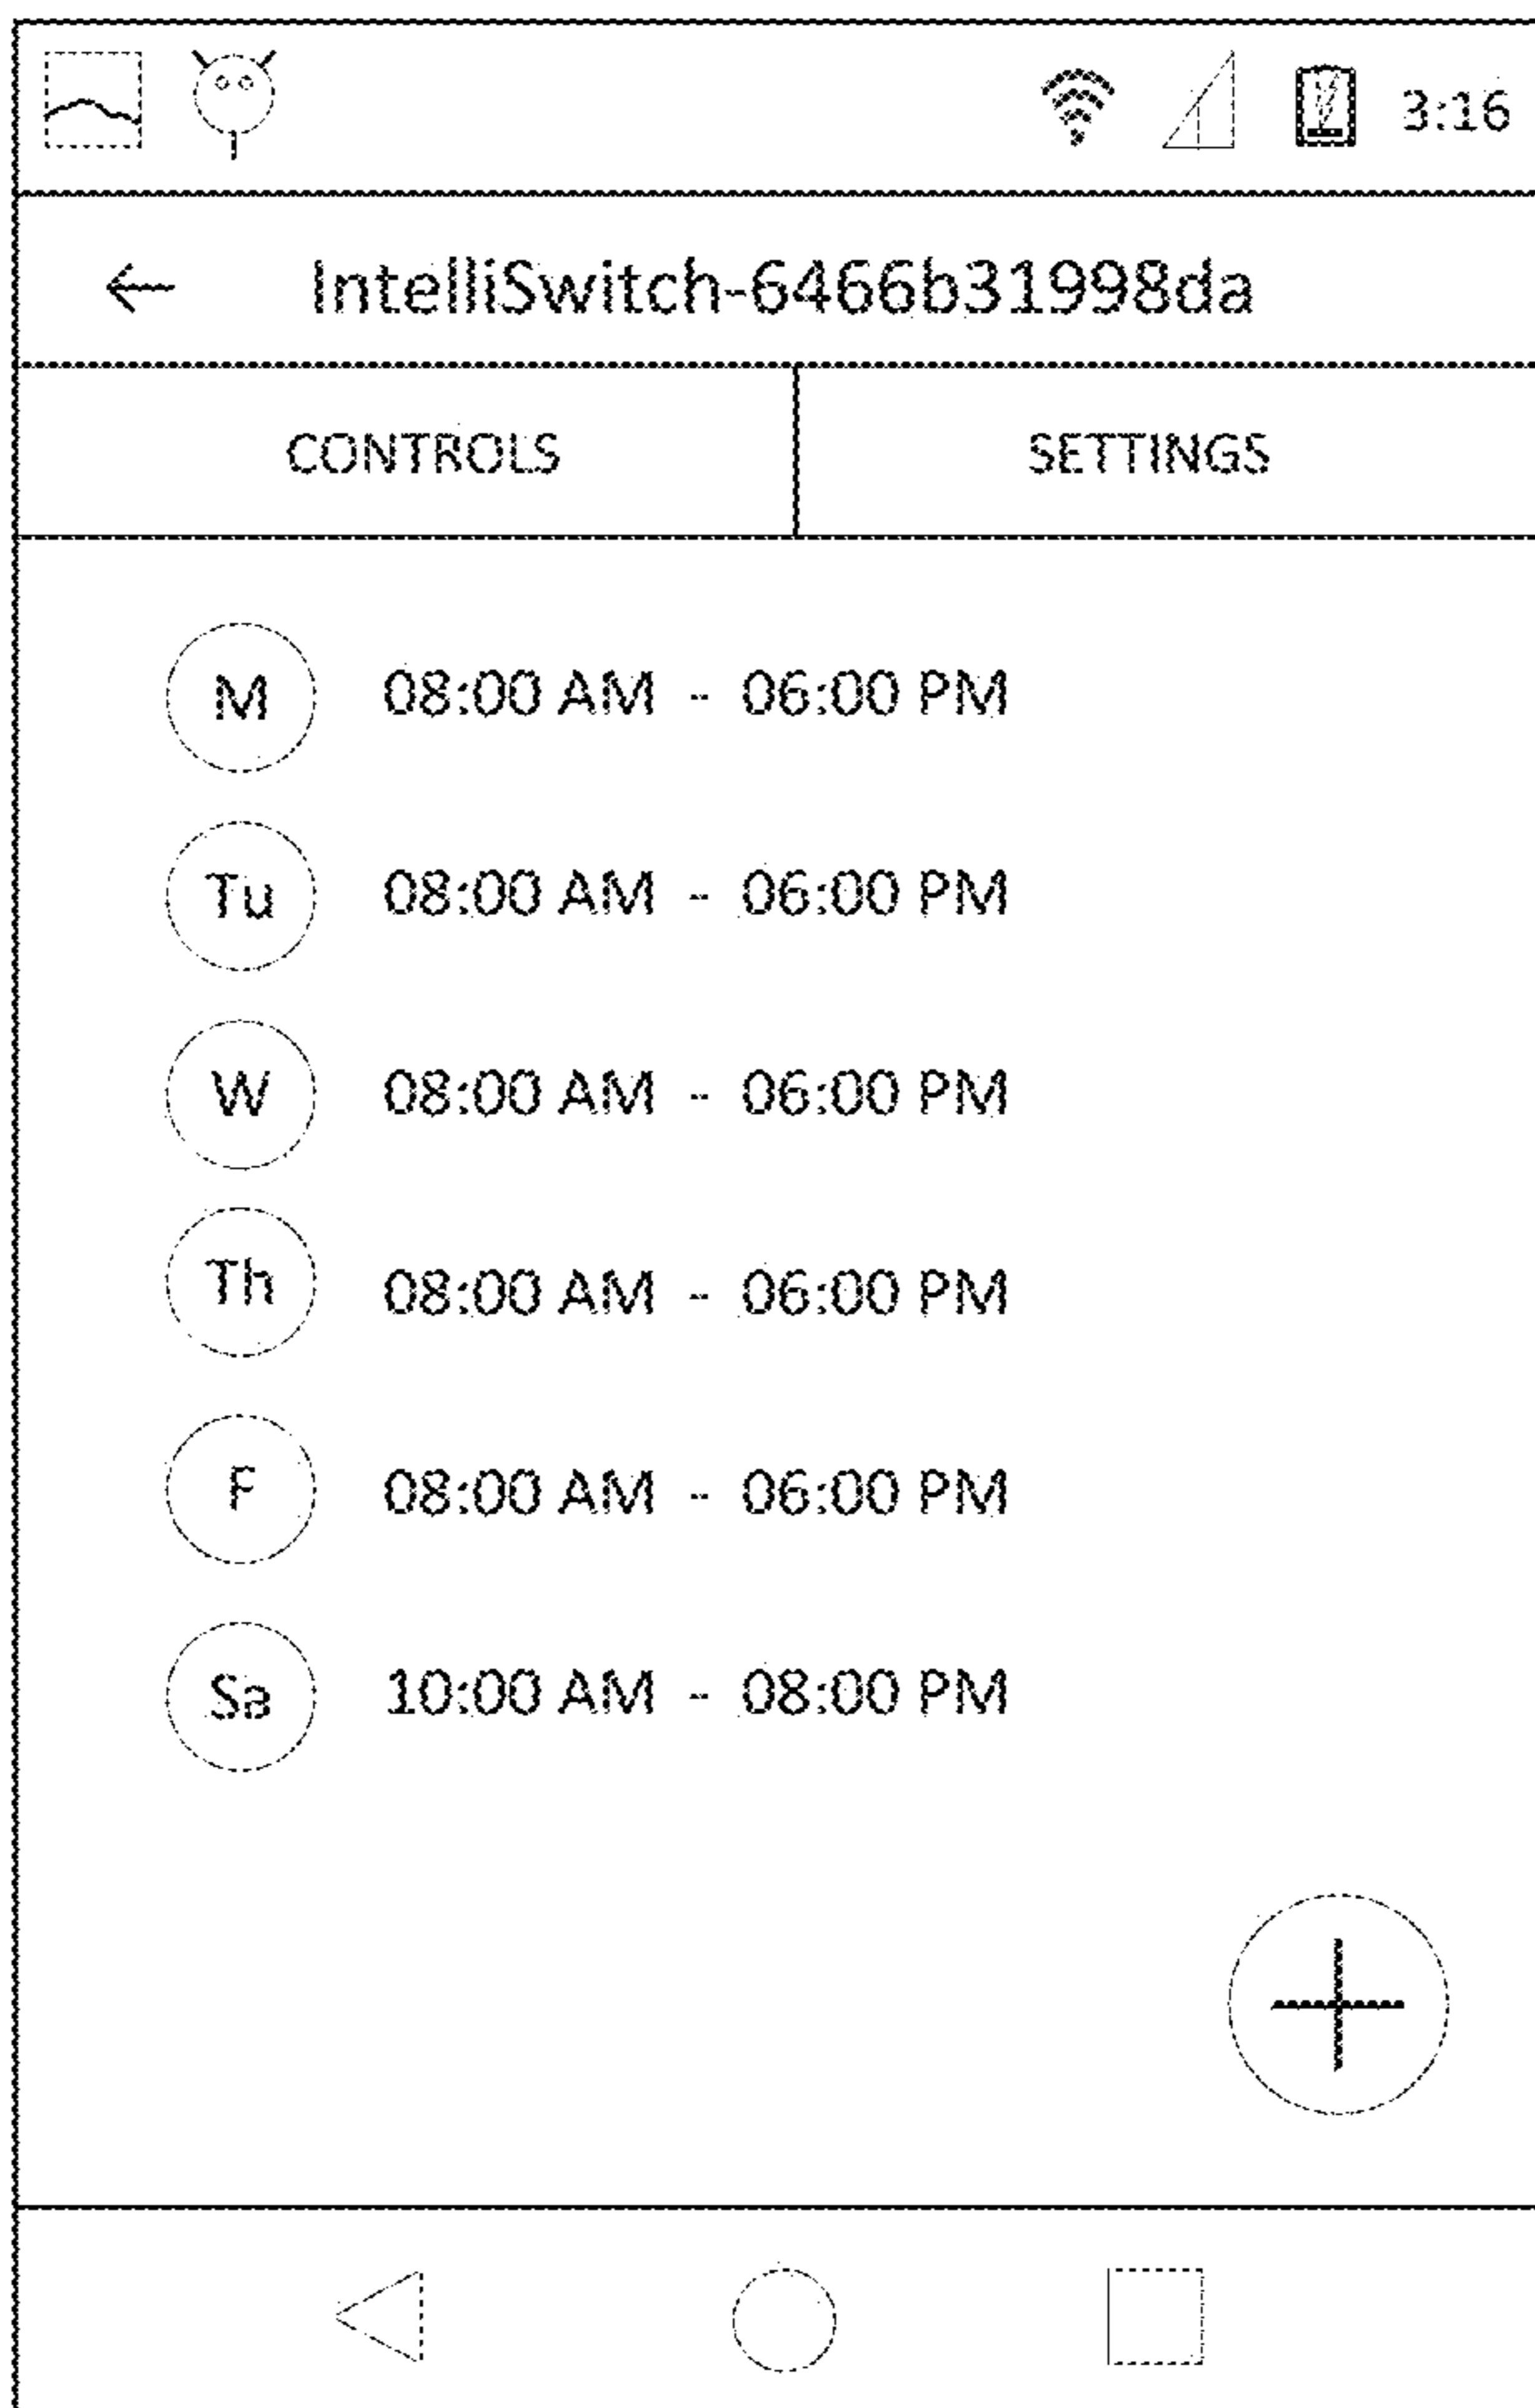 3:16
IntelliSwitch-6466b31998da
CONTROLS SETTINGS
M 08:00 AM - 06:00 PM
Tu 08:00 AM - 06:00 PM
W 08:00 AM - 06:00 PM
Th 08:00 AM - 06:00 PM
F 08:00 AM - 06:00 PM
Sa 10:00 AM - 08:00 PM